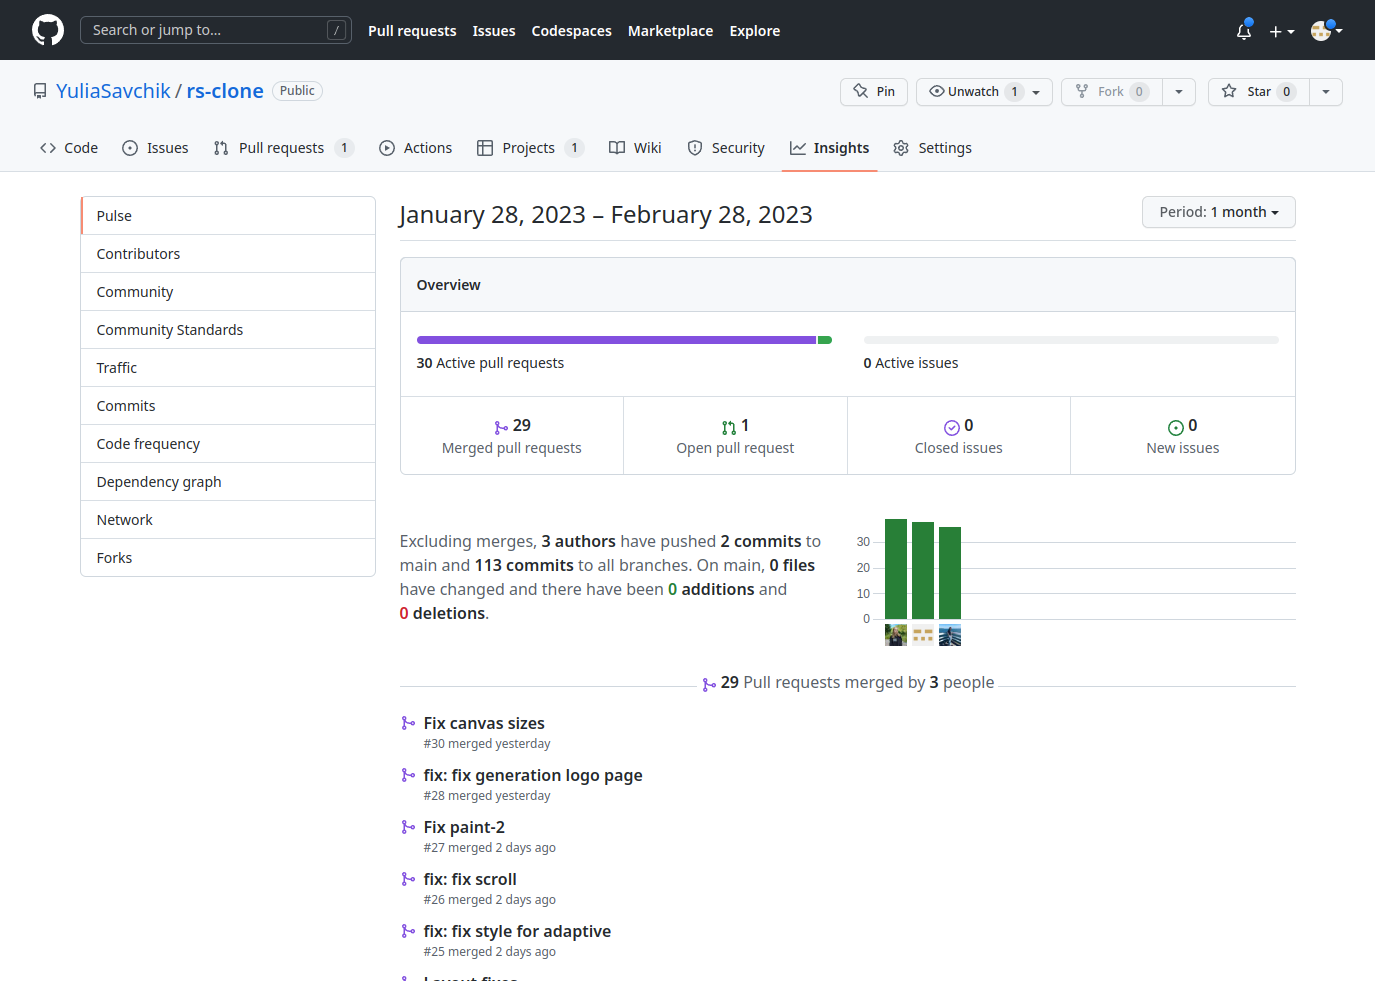 Search or jump to... /
Pull requests Issues Codespaces Marketplace Explore
YuliaSavchik / rs-clone Public
Pin Unwatch 1 Fork 0 Star 0
Code Issues Pull requests 1 Actions Projects 1 Wiki Security Insights Settings
Pulse
Contributors
Community
Community Standards
Traffic
Commits
Code frequency
Dependency graph
Network
Forks
January 28, 2023 – February 28, 2023
Period: 1 month
Overview
30 Active pull requests
0 Active issues
29
Merged pull requests
1
Open pull request
0
Closed issues
0
New issues
Excluding merges, 3 authors have pushed 2 commits to
main and 113 commits to all branches. On main, 0 files
have changed and there have been 0 additions and
0 deletions.
30
20
10
0
29 Pull requests merged by 3 people
Fix canvas sizes
#30 merged yesterday
fix: fix generation logo page
#28 merged yesterday
Fix paint-2
#27 merged 2 days ago
fix: fix scroll
#26 merged 2 days ago
fix: fix style for adaptive
#25 merged 2 days ago